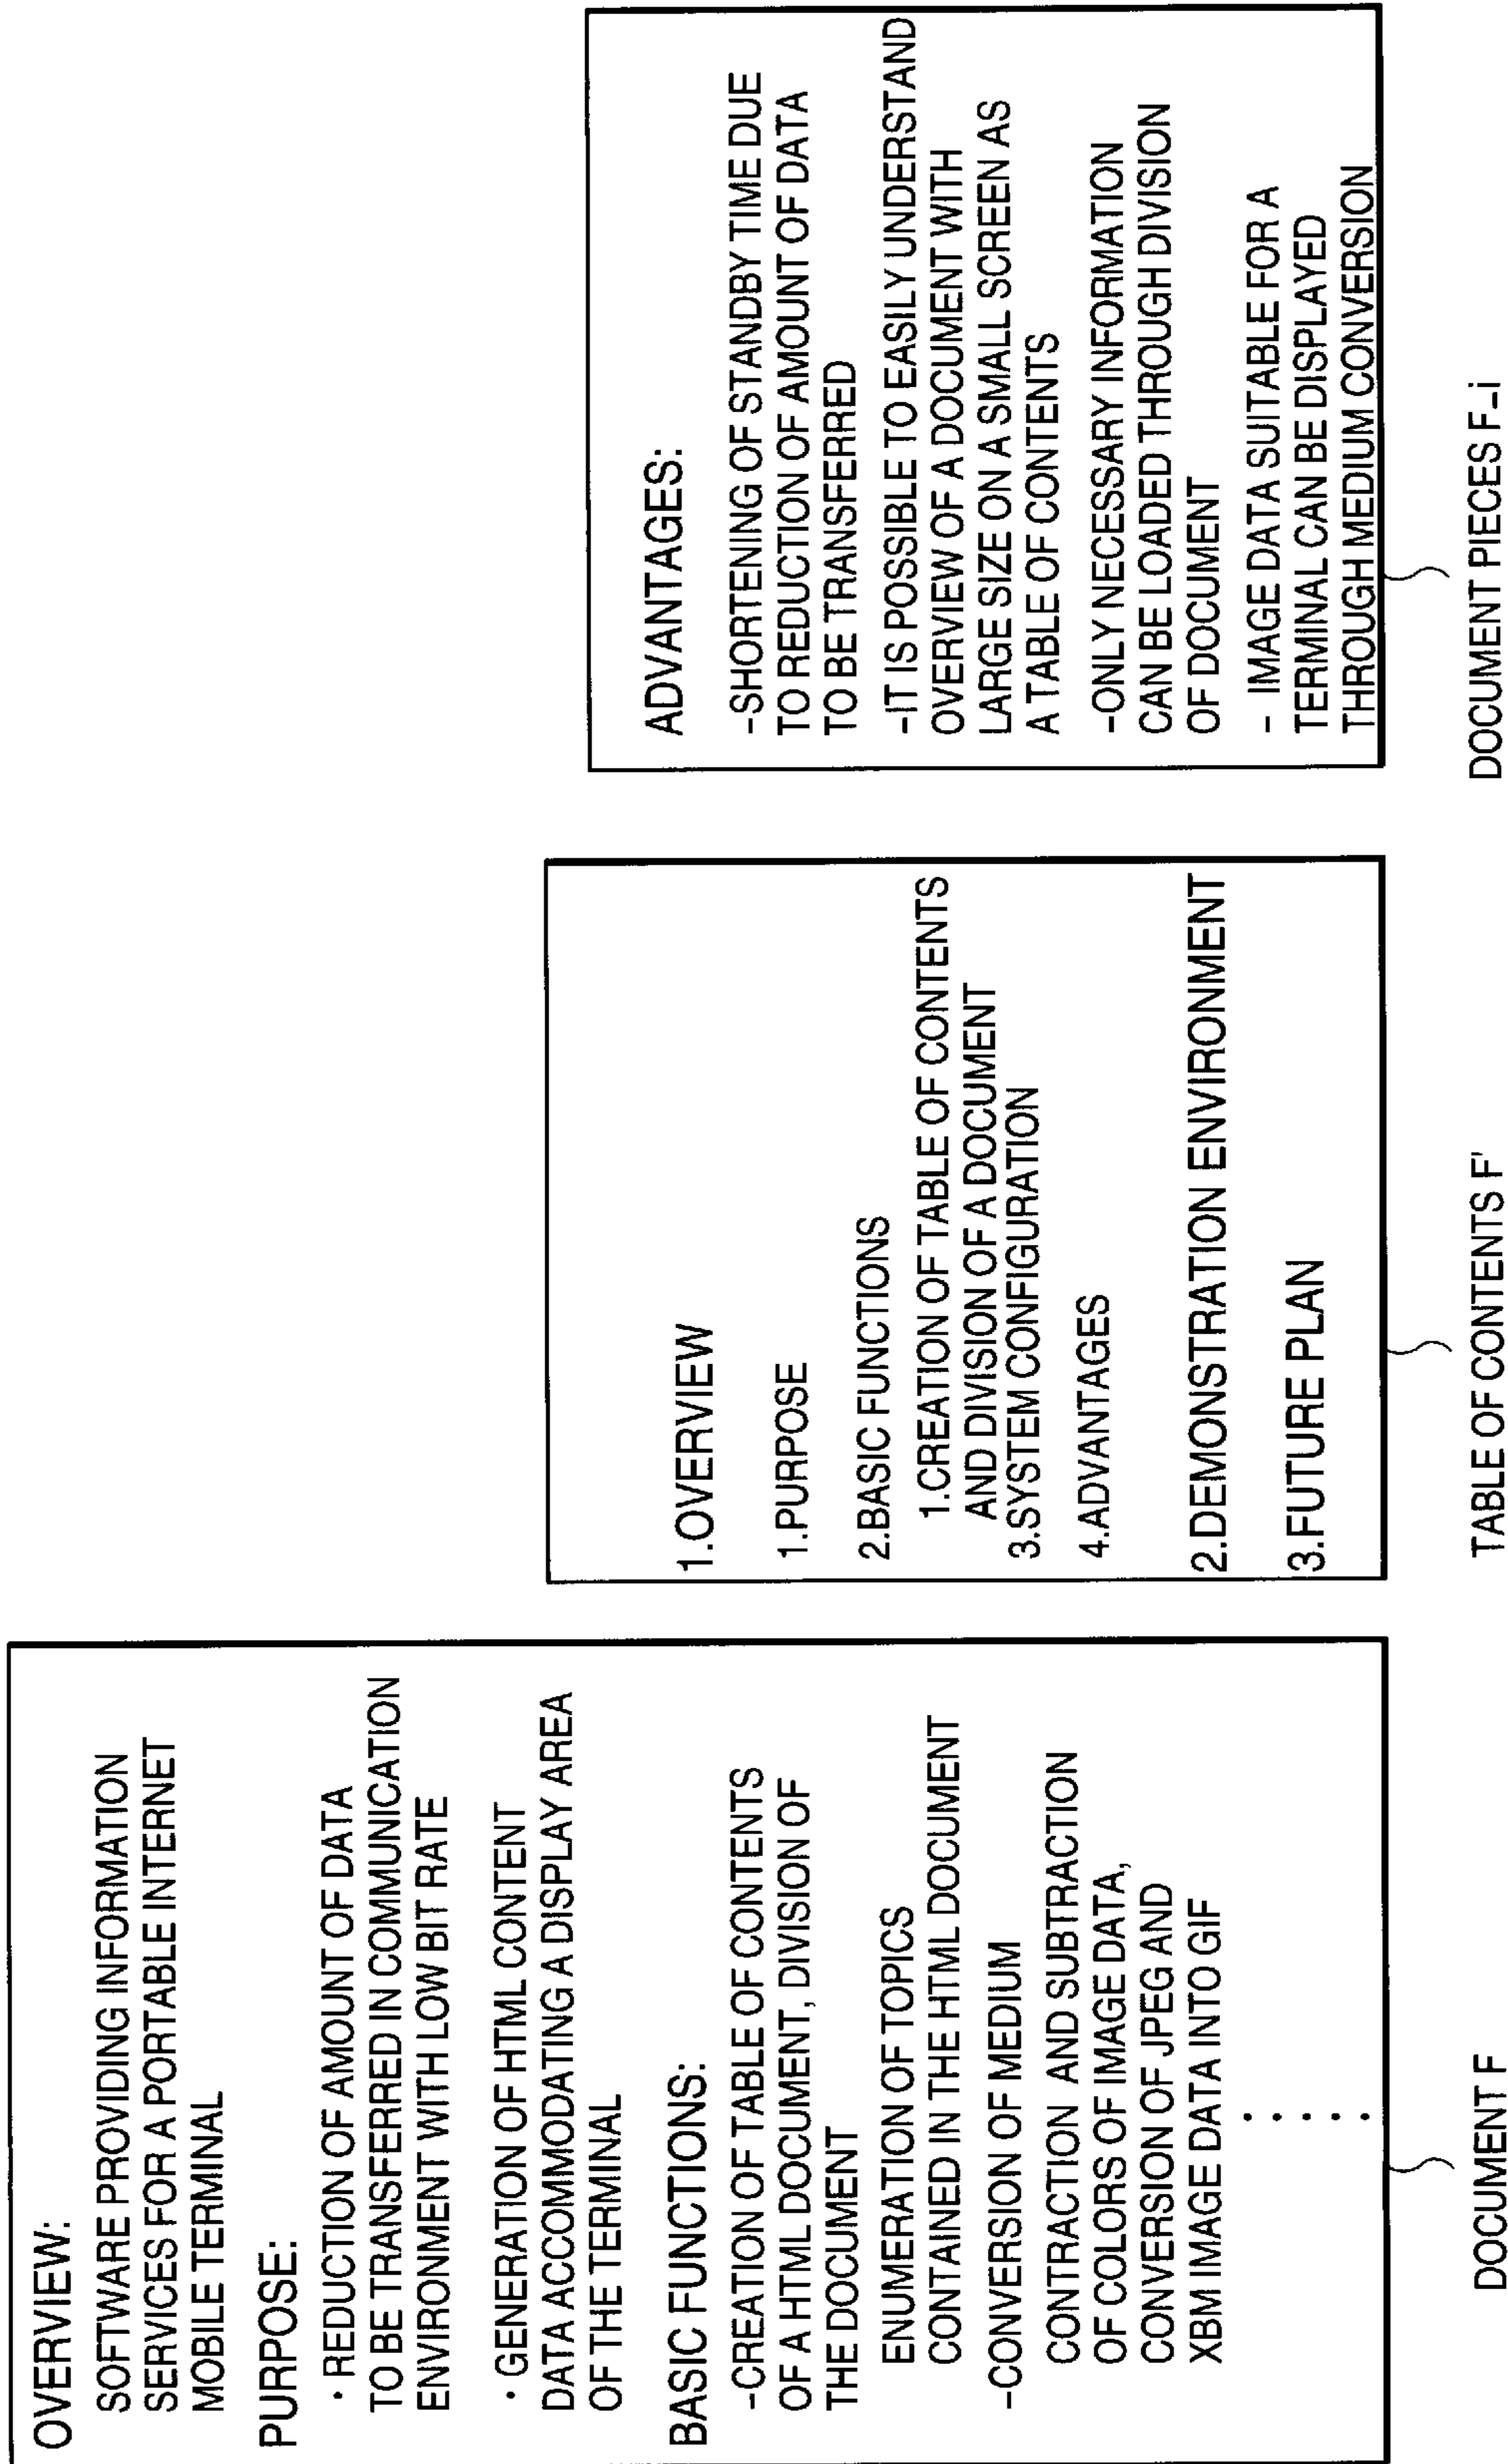 OVERVIEW:
SOFTWARE PROVIDING INFORMATION
SERVICES FOR A PORTABLE INTERNET
MOBILE TERMINAL
PURPOSE:
· REDUCTION OF AMOUNT OF DATA
TO BE TRANSFERRED IN COMMUNICATION
ENVIRONMENT WITH LOW BIT RATE
· GENERATION OF HTML CONTENT
DATA ACCOMMODATING A DISPLAY AREA
OF THE TERMINAL
BASIC FUNCTIONS:
-CREATION OF TABLE OF CONTENTS
OF A HTML DOCUMENT, DIVISION OF
THE DOCUMENT
ENUMERATION OF TOPICS
CONTAINED IN THE HTML DOCUMENT
-CONVERSION OF MEDIUM
CONTRACTION AND SUBTRACTION
OF COLORS OF IMAGE DATA,
CONVERSION OF JPEG AND
XBM IMAGE DATA INTO GIF
· · · · ·
DOCUMENT F
1.OVERVIEW
1.PURPOSE
2.BASIC FUNCTIONS
1.CREATION OF TABLE OF CONTENTS
AND DIVISION OF A DOCUMENT
3.SYSTEM CONFIGURATION
4.ADVANTAGES
2.DEMONSTRATION ENVIRONMENT
3.FUTURE PLAN
TABLE OF CONTENTS F'
ADVANTAGES:
-SHORTENING OF STANDBY TIME DUE
TO REDUCTION OF AMOUNT OF DATA
TO BE TRANSFERRED
-IT IS POSSIBLE TO EASILY UNDERSTAND
OVERVIEW OF A DOCUMENT WITH
LARGE SIZE ON A SMALL SCREEN AS
A TABLE OF CONTENTS
-ONLY NECESSARY INFORMATION
CAN BE LOADED THROUGH DIVISION
OF DOCUMENT
- IMAGE DATA SUITABLE FOR A
TERMINAL CAN BE DISPLAYED
THROUGH MEDIUM CONVERSION
DOCUMENT PIECES F_i